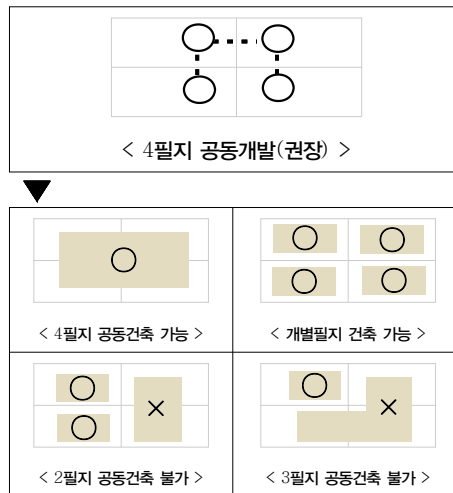 < 4필지 공동개발(권장) >
< 4필지 공동건축 가능 >
< 개별필지 건축 가능 >
< 2필지 공동건축 불가 >
< 3필지 공동건축 불가 >